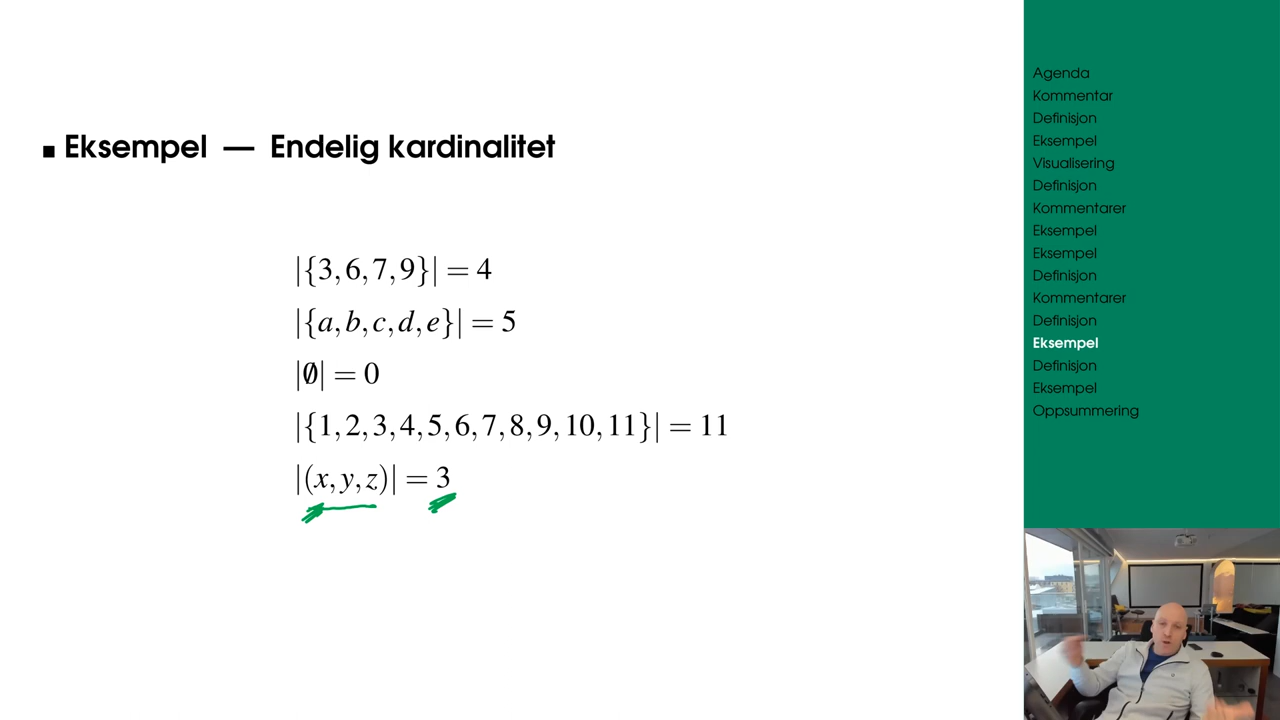 ■ Eksempel — Endelig kardinalitet
|{3,6,7,9}| = 4
|{a,b,c,d,e}| = 5
|∅| = 0
|{1,2,3,4,5,6,7,8,9,10,11}| = 11
|(x,y,z)| = 3
Agenda
Kommentar
Definisjon
Eksempel
Visualisering
Definisjon
Kommentarer
Eksempel
Eksempel
Definisjon
Kommentarer
Definisjon
Eksempel
Definisjon
Eksempel
Oppsummering